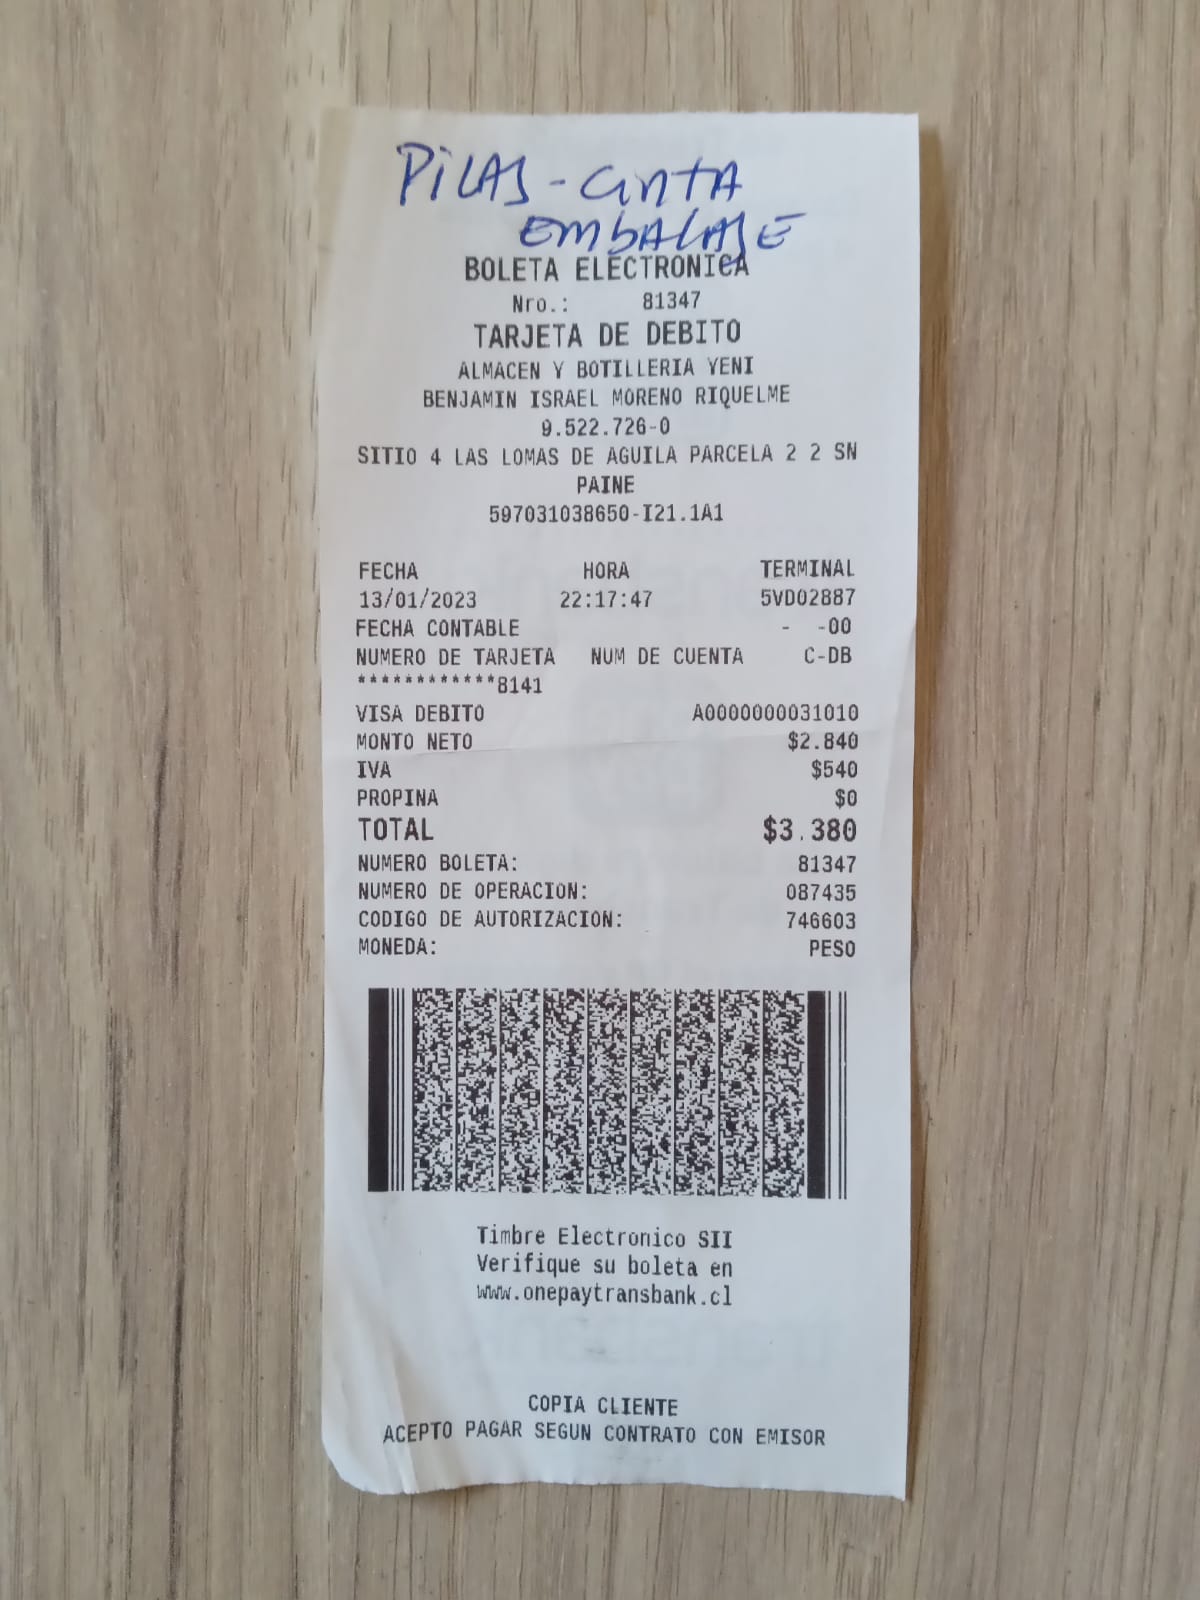 PILAS - CINTA
EMBALAJE
BOLETA ELECTRONICA
Nro.: 81347
TARJETA DE DEBITO
ALMACEN Y BOTILLERIA YENI
BENJAMIN ISRAEL MORENO RIQUELME
9.522.726-0
SITIO 4 LAS LOMAS DE AGUILA PARCELA 2 2 SN
PAINE
597031038650-I21.1A1
FECHA HORA TERMINAL
13/01/2023 22:17:47 5VD02887
FECHA CONTABLE - -00
NUMERO DE TARJETA NUM DE CUENTA C-DB
************8141
VISA DEBITO A0000000031010
MONTO NETO $2.840
IVA $540
PROPINA $0
TOTAL $3.380
NUMERO BOLETA: 81347
NUMERO DE OPERACION: 087435
CODIGO DE AUTORIZACION: 746603
MONEDA: PESO
Timbre Electronico SII
Verifique su boleta en
www.onepaytransbank.cl
COPIA CLIENTE
ACEPTO PAGAR SEGUN CONTRATO CON EMISOR